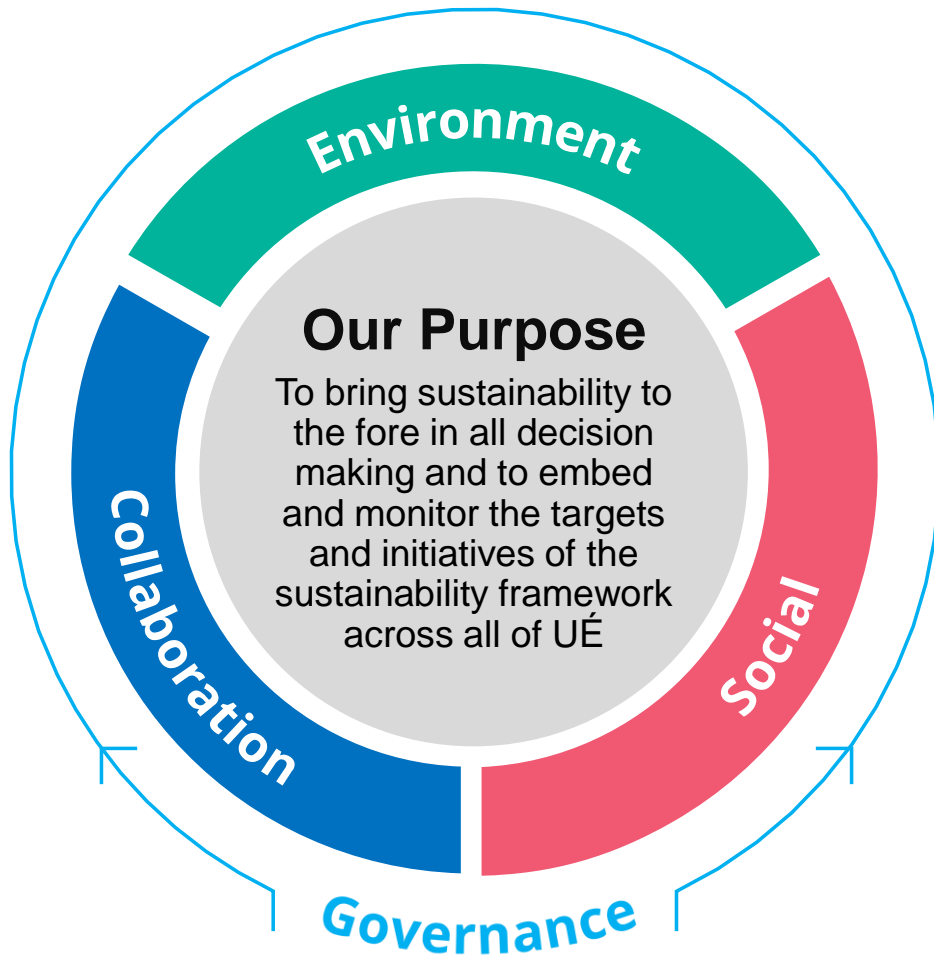 Environment
Our Purpose
To bring sustainability to
the fore in all decision
making and to embed
and monitor the targets
and initiatives of the
sustainability framework
across all of UÉ
Collaboration
Social
Governance